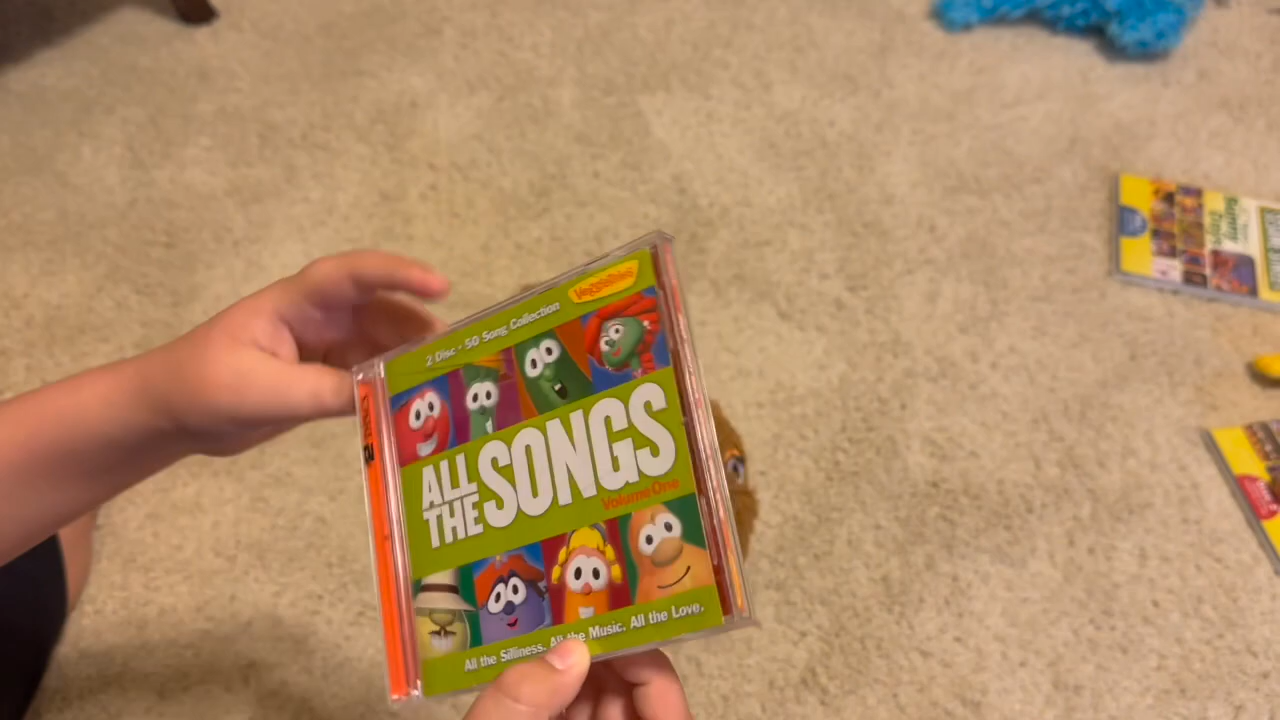 VeggieTales
2 Disc • 50 Song Collection
ALL
THE
SONGS
Volume One
All the Silliness. All the Music. All the Love.